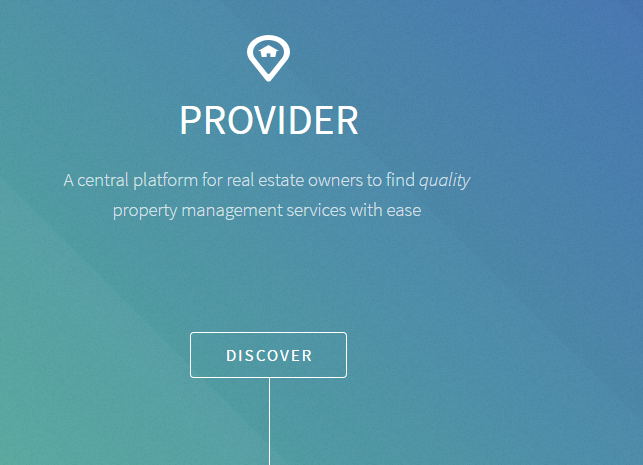 PROVIDER
A central platform for real estate owners to find quality
property management services with ease
DISCOVER